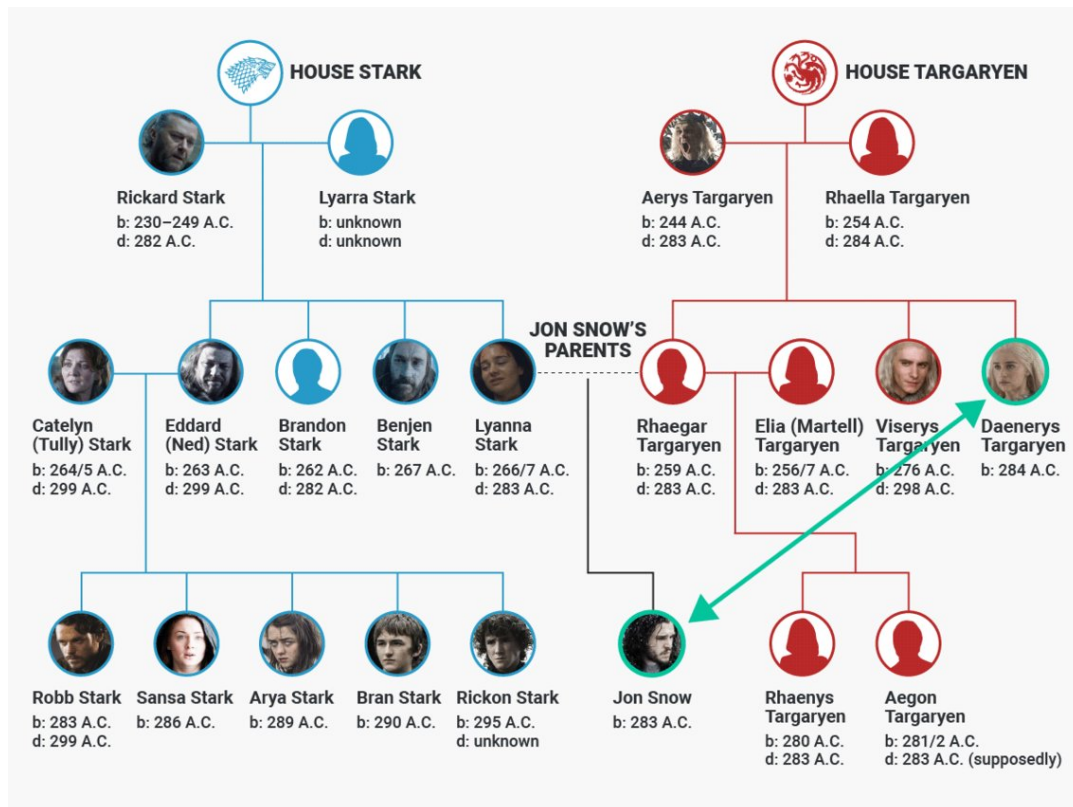 HOUSE STARK
HOUSE TARGARYEN
Rickard Stark
b: 230–249 A.C.
d: 282 A.C.
Lyarra Stark
b: unknown
d: unknown
Aerys Targaryen
b: 244 A.C.
d: 283 A.C.
Rhaella Targaryen
b: 254 A.C.
d: 284 A.C.
JON SNOW’S
PARENTS
Catelyn
(Tully) Stark
b: 264/5 A.C.
d: 299 A.C.
Eddard
(Ned) Stark
b: 263 A.C.
d: 299 A.C.
Brandon
Stark
b: 262 A.C.
d: 282 A.C.
Benjen
Stark
b: 267 A.C.
Lyanna
Stark
b: 266/7 A.C.
d: 283 A.C.
Rhaegar
Targaryen
b: 259 A.C.
d: 283 A.C.
Elia (Martell)
Targaryen
b: 256/7 A.C.
d: 283 A.C.
Viserys
Targaryen
b: 276 A.C.
d: 298 A.C.
Daenerys
Targaryen
b: 284 A.C.
Robb Stark
b: 283 A.C.
d: 299 A.C.
Sansa Stark
b: 286 A.C.
Arya Stark
b: 289 A.C.
Bran Stark
b: 290 A.C.
Rickon Stark
b: 295 A.C.
d: unknown
Jon Snow
b: 283 A.C.
Rhaenys
Targaryen
b: 280 A.C.
d: 283 A.C.
Aegon
Targaryen
b: 281/2 A.C.
d: 283 A.C. (supposedly)